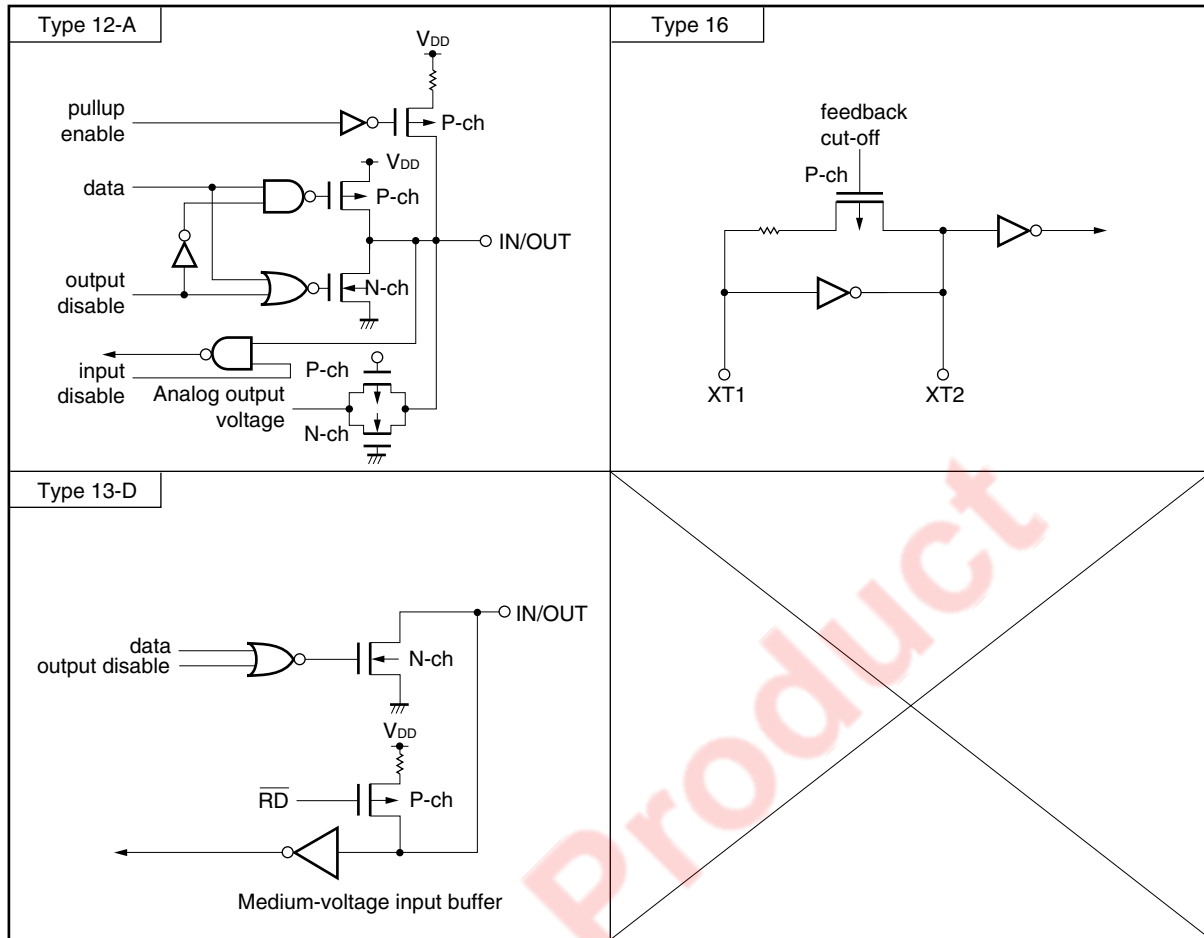 Type 12-A
VDD
pullup
enable
P-ch
VDD
data
P-ch
IN/OUT
output
disable
N-ch
input
disable
P-ch
Analog output
voltage
N-ch
Type 16
feedback
cut-off
P-ch
XT1
XT2
Type 13-D
IN/OUT
data
output disable
N-ch
VDD
RD
P-ch
Medium-voltage input buffer
Product